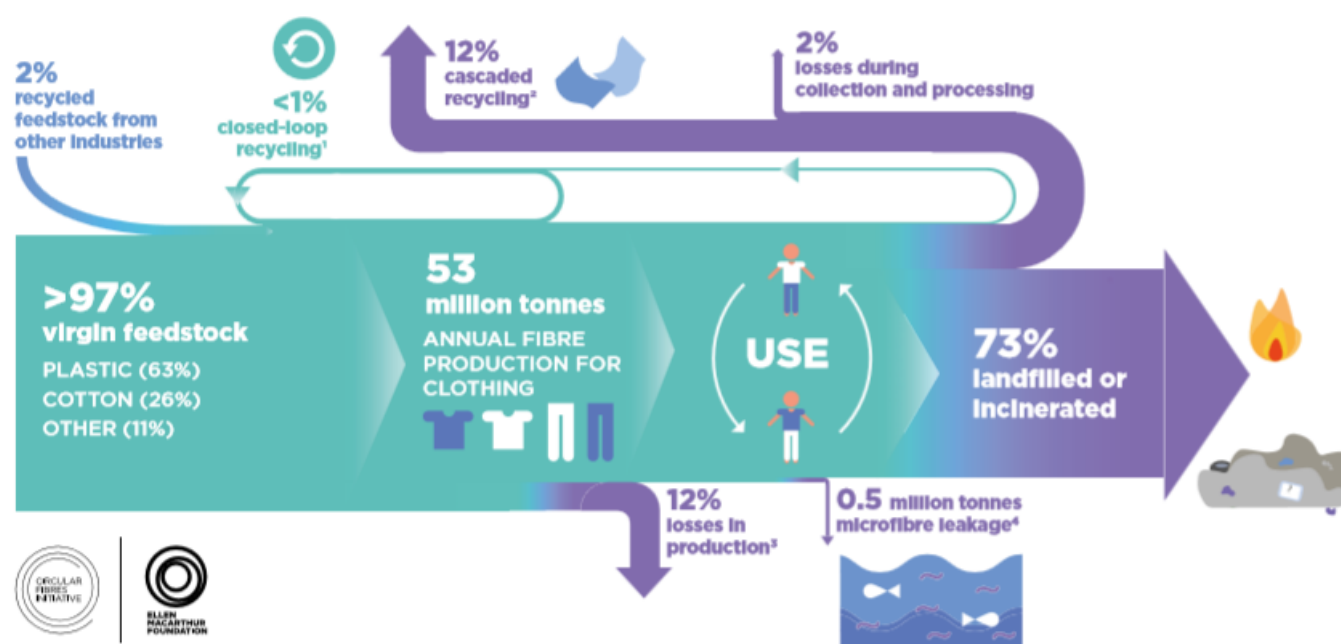 2%
recycled
feedstock from
other industries
<1%
closed-loop
recycling¹
12%
cascaded
recycling²
2%
losses during
collection and processing
>97%
virgin feedstock
PLASTIC (63%)
COTTON (26%)
OTHER (11%)
53
million tonnes
ANNUAL FIBRE
PRODUCTION FOR
CLOTHING
USE
73%
landfilled or
incinerated
12%
losses in
production³
0.5 million tonnes
microfibre leakage⁴
CIRCULAR
FIBRES
INITIATIVE
ELLEN
MACARTHUR
FOUNDATION